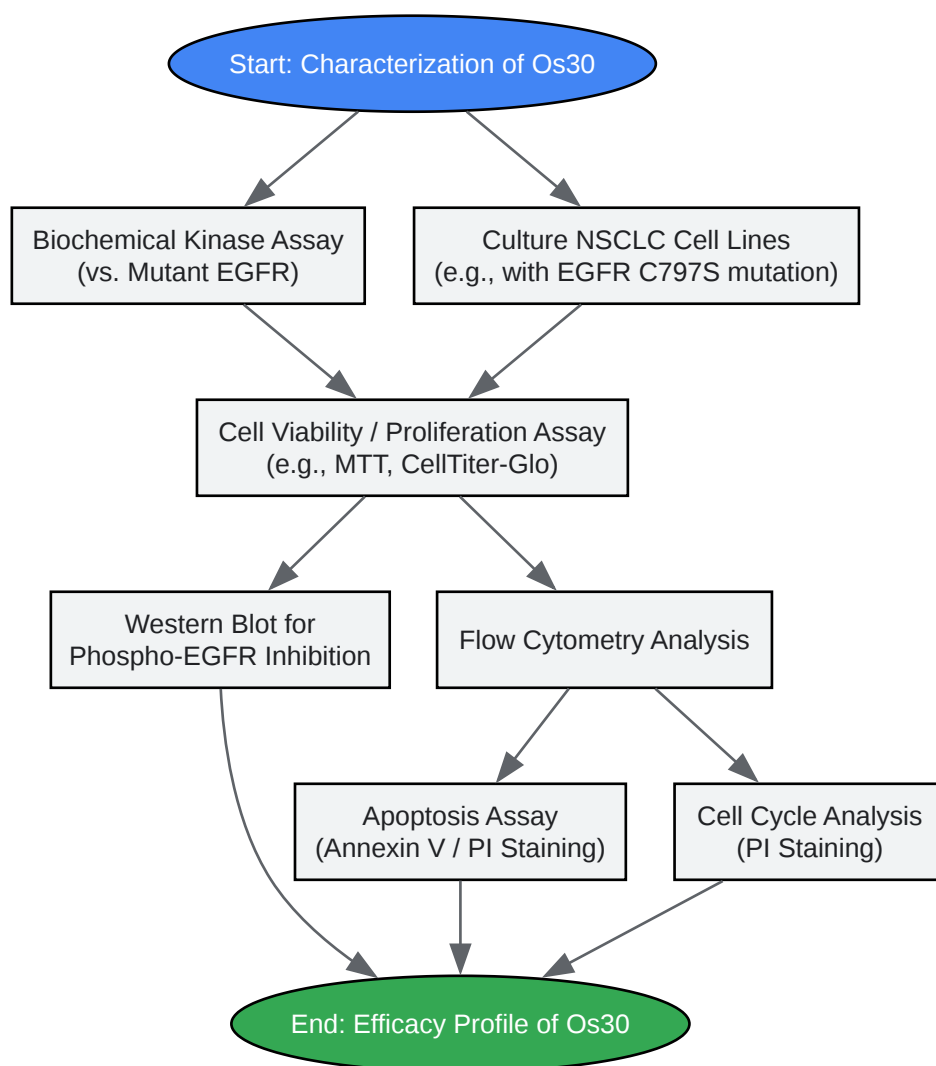 Start: Characterization of Os30
Biochemical Kinase Assay
(vs. Mutant EGFR)
Culture NSCLC Cell Lines
(e.g., with EGFR C797S mutation)
Cell Viability / Proliferation Assay
(e.g., MTT, CellTiter-Glo)
Western Blot for
Phospho-EGFR Inhibition
Flow Cytometry Analysis
Apoptosis Assay
(Annexin V / PI Staining)
Cell Cycle Analysis
(PI Staining)
End: Efficacy Profile of Os30